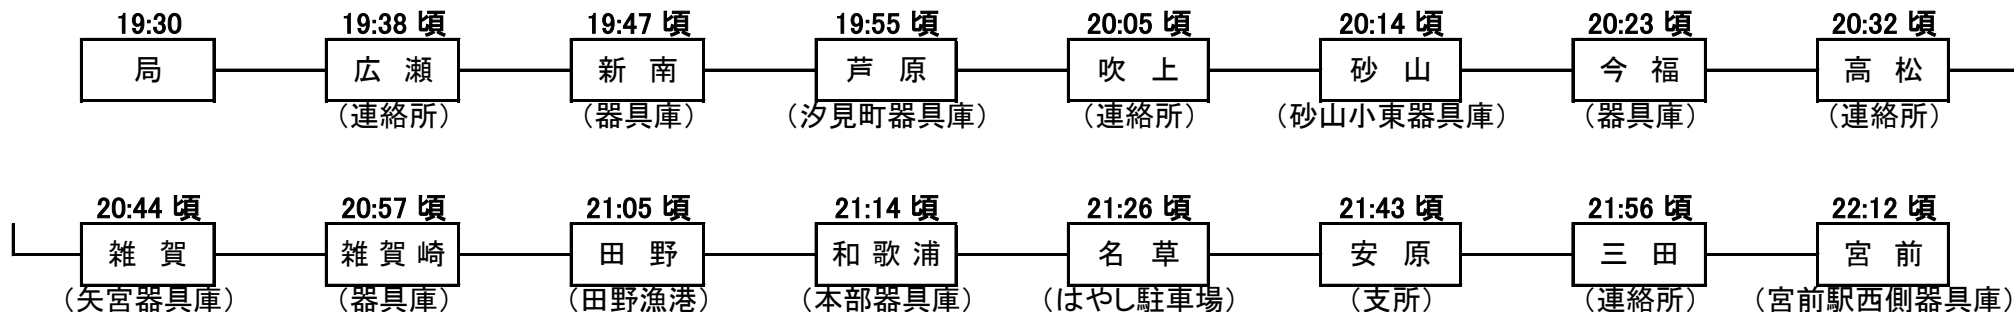 19:30 19:38 頃 19:47 頃 19:55 頃 20:05 頃 20:14 頃 20:23 頃 20:32 頃
局 広瀬 新南 芦原 吹上 砂山 今福 高松
（連絡所） （器具庫） （汐見町器具庫） （連絡所） （砂山小東器具庫） （器具庫） （連絡所）
20:44 頃 20:57 頃 21:05 頃 21:14 頃 21:26 頃 21:43 頃 21:56 頃 22:12 頃
雑賀 雑賀崎 田野 和歌浦 名草 安原 三田 宮前
（矢宮器具庫） （器具庫） （田野漁港） （本部器具庫） （はやし駐車場） （支所） （連絡所） （宮前駅西側器具庫）